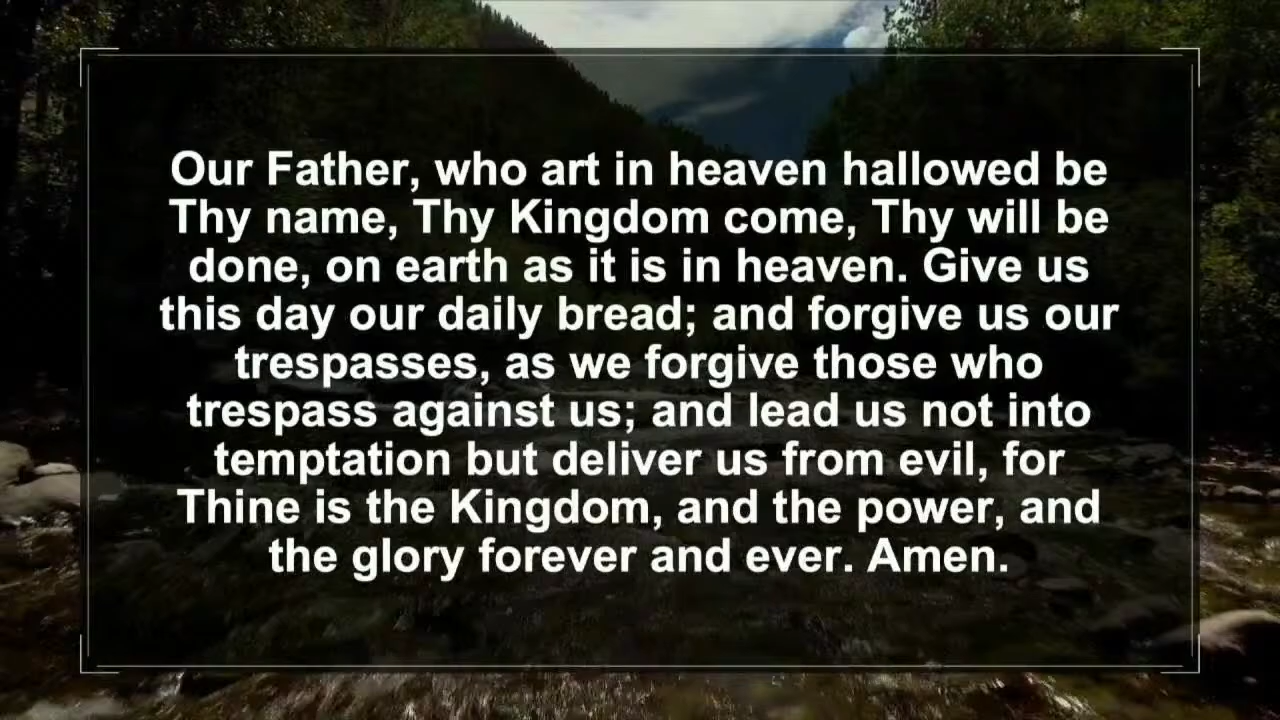 Our Father, who art in heaven hallowed be
Thy name, Thy Kingdom come, Thy will be
done, on earth as it is in heaven. Give us
this day our daily bread; and forgive us our
trespasses, as we forgive those who
trespass against us; and lead us not into
temptation but deliver us from evil, for
Thine is the Kingdom, and the power, and
the glory forever and ever. Amen.